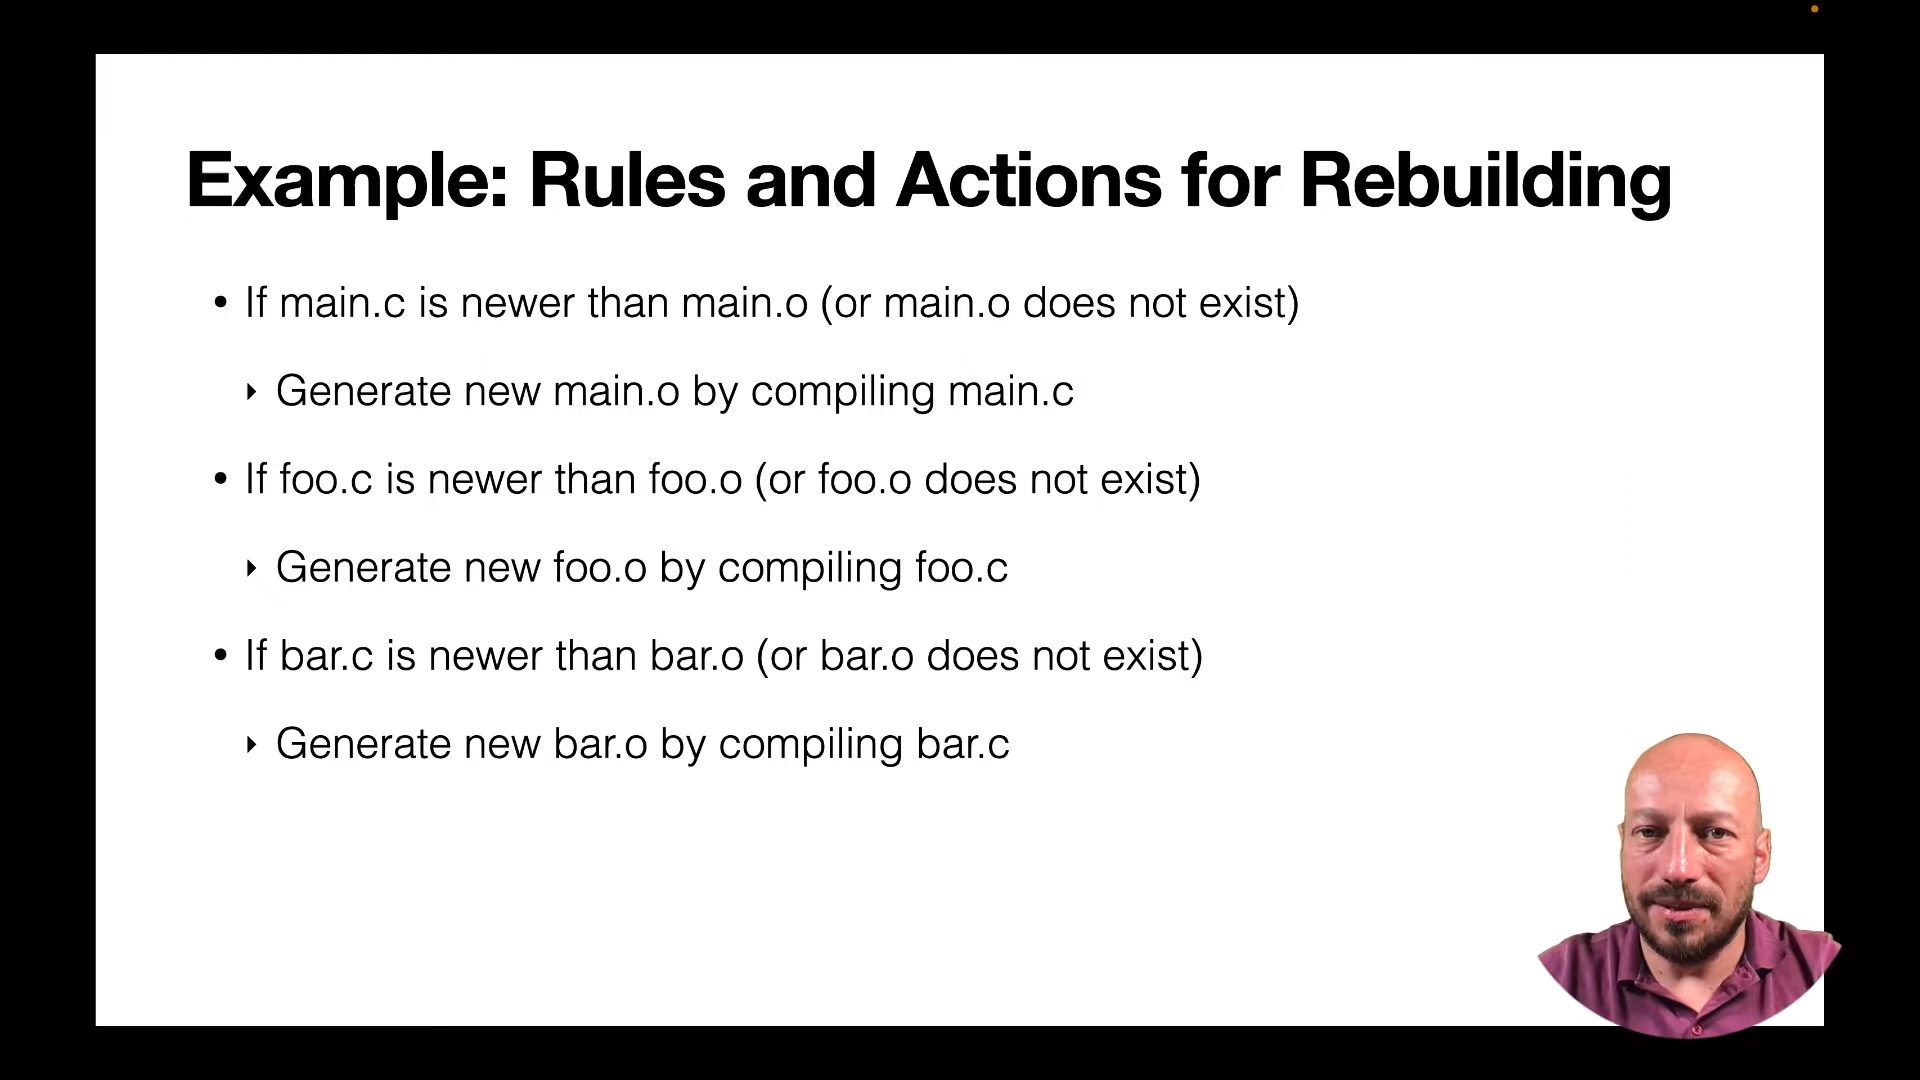 Example: Rules and Actions for Rebuilding
• If main.c is newer than main.o (or main.o does not exist)
‣ Generate new main.o by compiling main.c
• If foo.c is newer than foo.o (or foo.o does not exist)
‣ Generate new foo.o by compiling foo.c
• If bar.c is newer than bar.o (or bar.o does not exist)
‣ Generate new bar.o by compiling bar.c